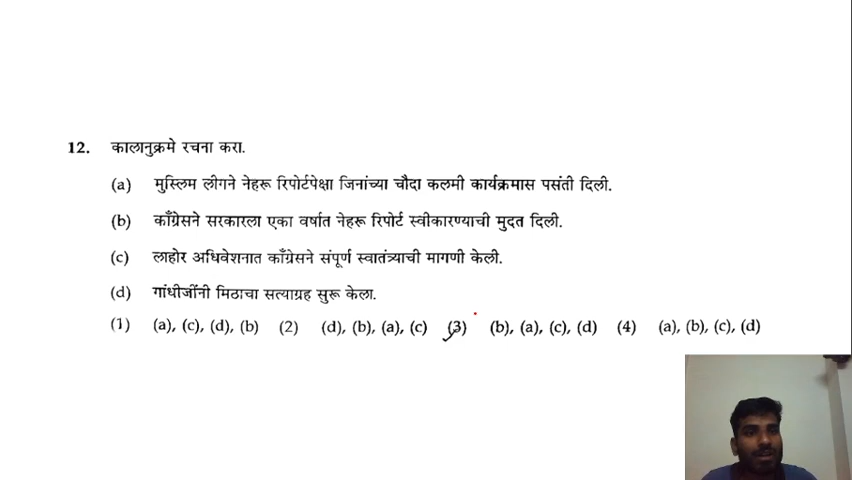 12. कालानुक्रमे रचना करा.
(a) मुस्लिम लीगने नेहरू रिपोर्टपेक्षा जिनांच्या चौदा कलमी कार्यक्रमास पसंती दिली.
(b) काँग्रेसने सरकारला एका वर्षात नेहरू रिपोर्ट स्वीकारण्याची मुदत दिली.
(c) लाहोर अधिवेशनात काँग्रेसने संपूर्ण स्वातंत्र्याची मागणी केली.
(d) गांधीजींनी मिठाचा सत्याग्रह सुरू केला.
(1) (a), (c), (d), (b) (2) (d), (b), (a), (c) (3) (b), (a), (c), (d) (4) (a), (b), (c), (d)